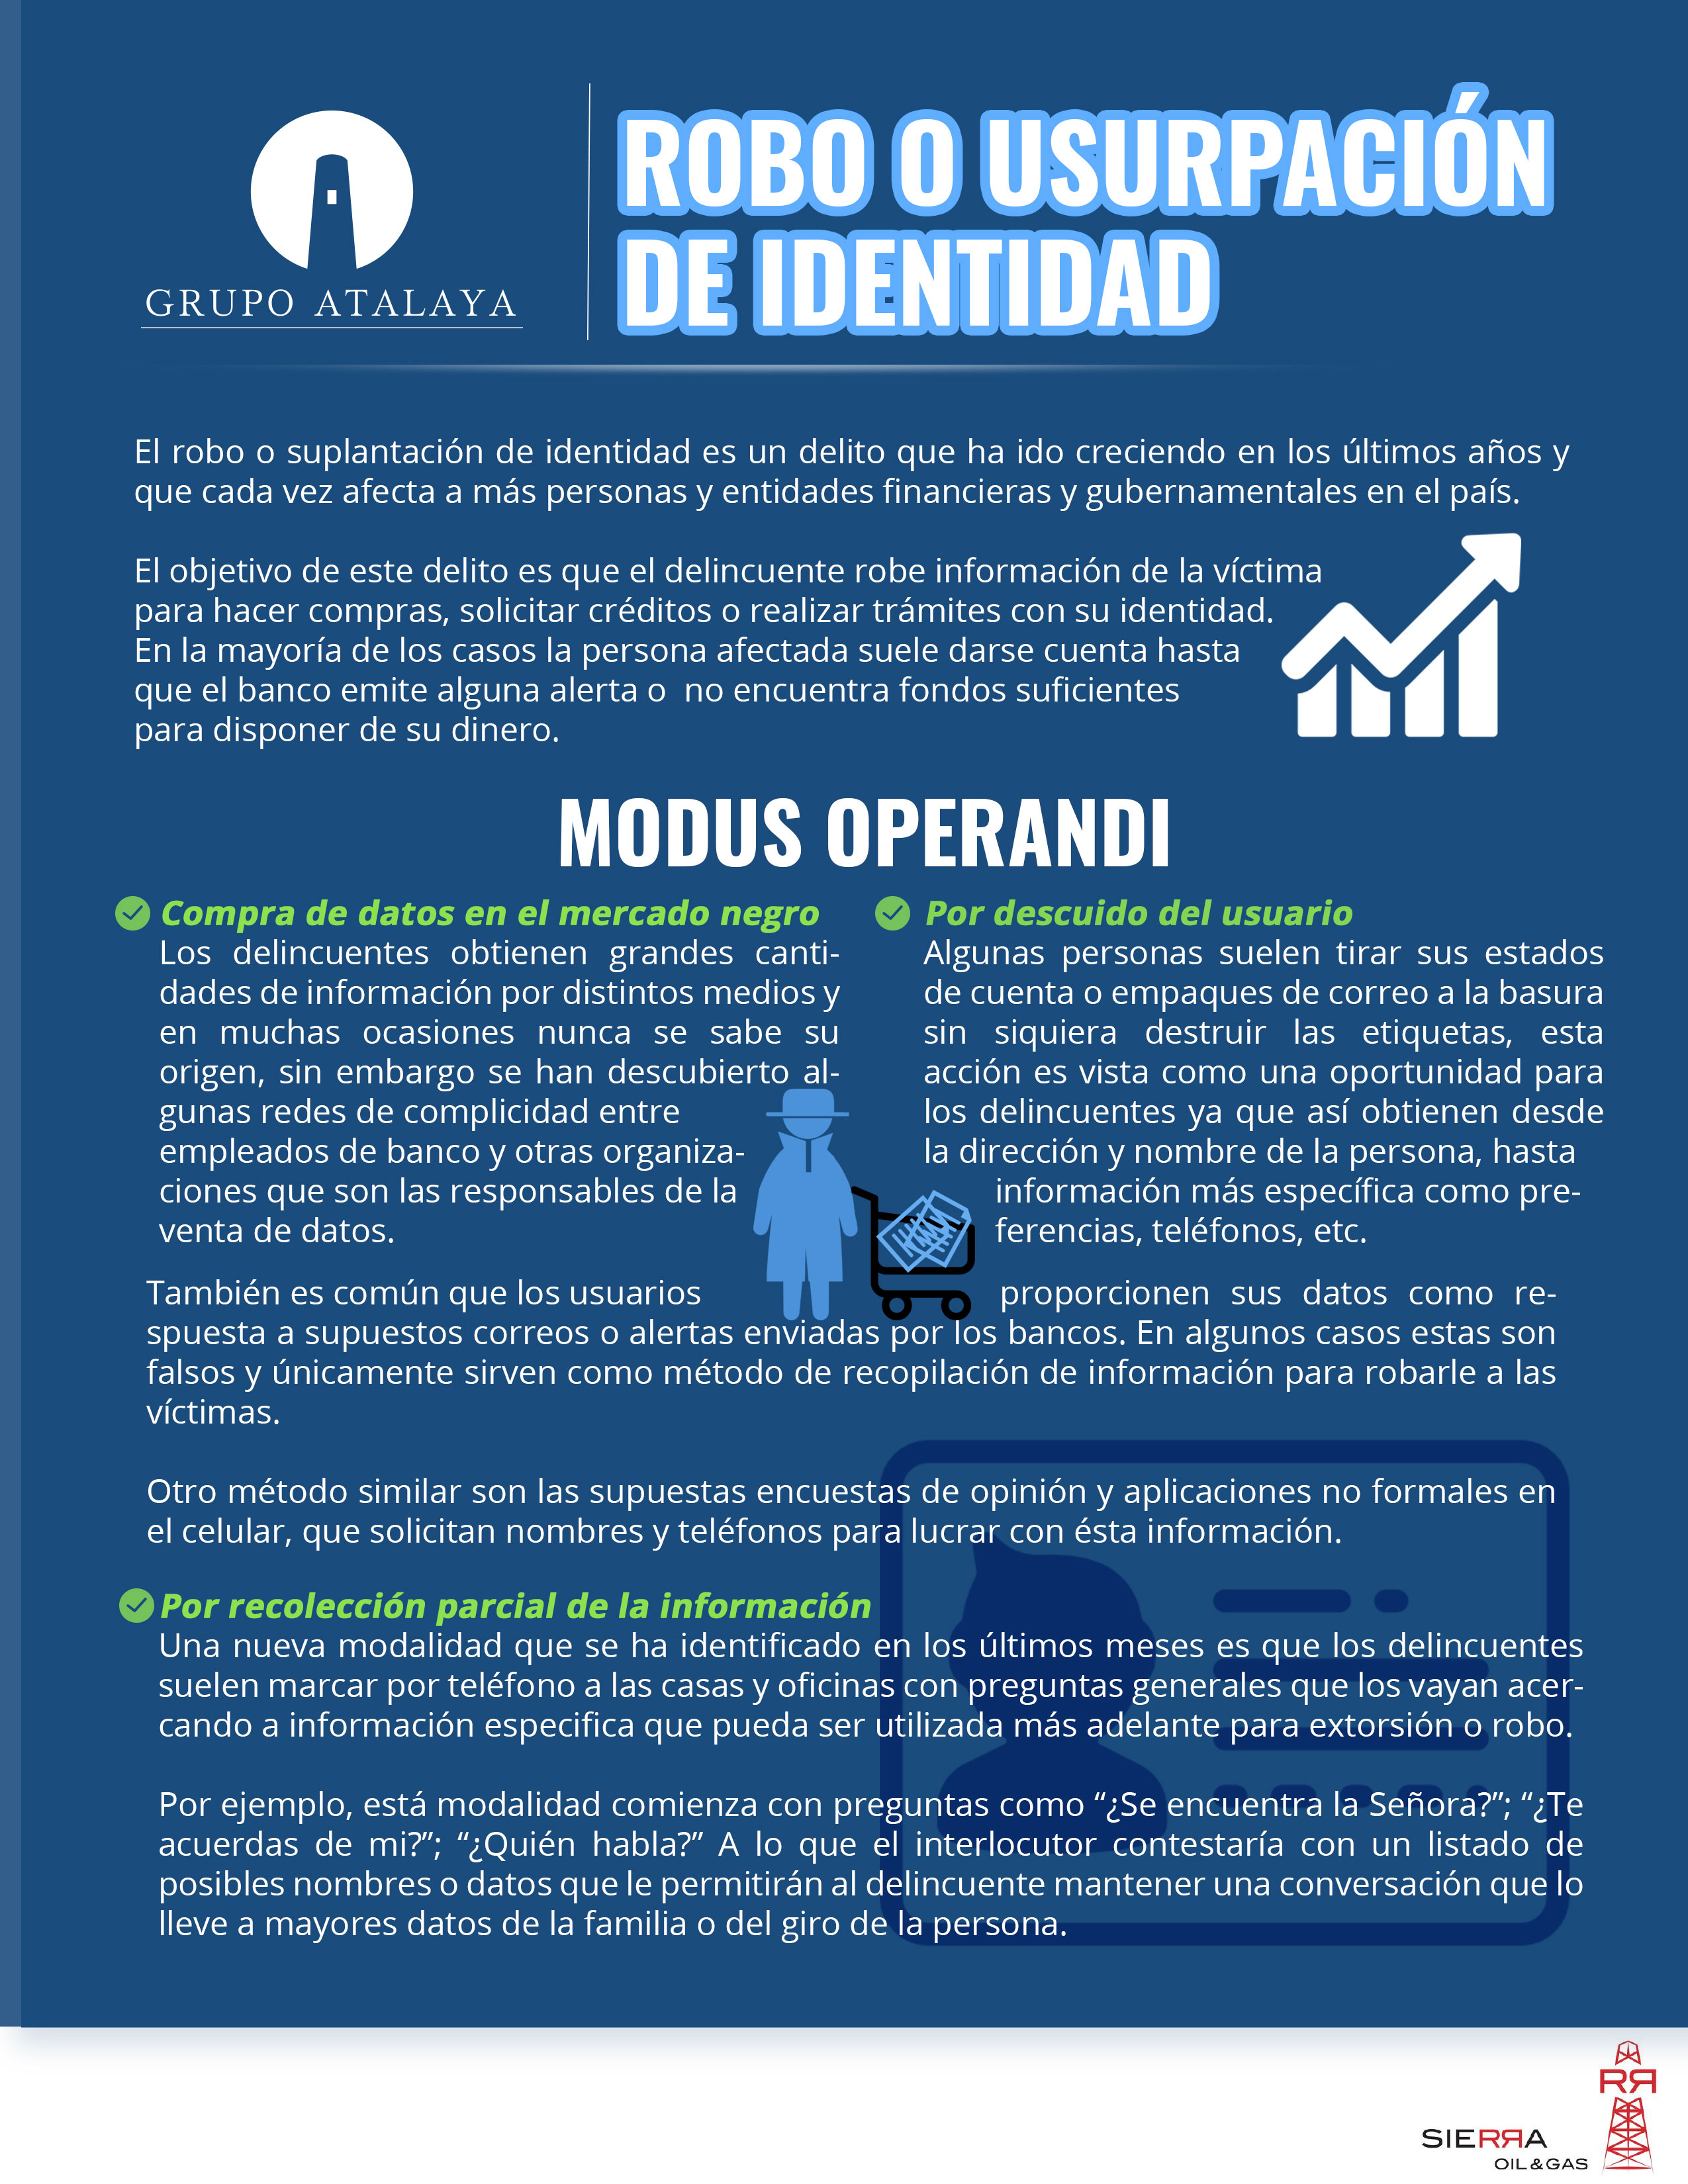 GRUPO ATALAYA
ROBO O USURPACIÓN
DE IDENTIDAD
El robo o suplantación de identidad es un delito que ha ido creciendo en los últimos años y
que cada vez afecta a más personas y entidades financieras y gubernamentales en el país.
El objetivo de este delito es que el delincuente robe información de la víctima
para hacer compras, solicitar créditos o realizar trámites con su identidad.
En la mayoría de los casos la persona afectada suele darse cuenta hasta
que el banco emite alguna alerta o  no encuentra fondos suficientes
para disponer de su dinero.
MODUS OPERANDI
Compra de datos en el mercado negro
Los delincuentes obtienen grandes canti-
dades de información por distintos medios y
en muchas ocasiones nunca se sabe su
origen, sin embargo se han descubierto al-
gunas redes de complicidad entre
empleados de banco y otras organiza-
ciones que son las responsables de la
venta de datos.
Por descuido del usuario
Algunas personas suelen tirar sus estados
de cuenta o empaques de correo a la basura
sin siquiera destruir las etiquetas, esta
acción es vista como una oportunidad para
los delincuentes ya que así obtienen desde
la dirección y nombre de la persona, hasta
información más específica como pre-
ferencias, teléfonos, etc.
También es común que los usuarios proporcionen sus datos como re-
spuesta a supuestos correos o alertas enviadas por los bancos. En algunos casos estas son
falsos y únicamente sirven como método de recopilación de información para robarle a las
víctimas.
Otro método similar son las supuestas encuestas de opinión y aplicaciones no formales en
el celular, que solicitan nombres y teléfonos para lucrar con ésta información.
Por recolección parcial de la información
Una nueva modalidad que se ha identificado en los últimos meses es que los delincuentes
suelen marcar por teléfono a las casas y oficinas con preguntas generales que los vayan acer-
cando a información especifica que pueda ser utilizada más adelante para extorsión o robo.
Por ejemplo, está modalidad comienza con preguntas como “¿Se encuentra la Señora?”; “¿Te
acuerdas de mi?”; “¿Quién habla?” A lo que el interlocutor contestaría con un listado de
posibles nombres o datos que le permitirán al delincuente mantener una conversación que lo
lleve a mayores datos de la familia o del giro de la persona.
RR
SIERRA
OIL & GAS